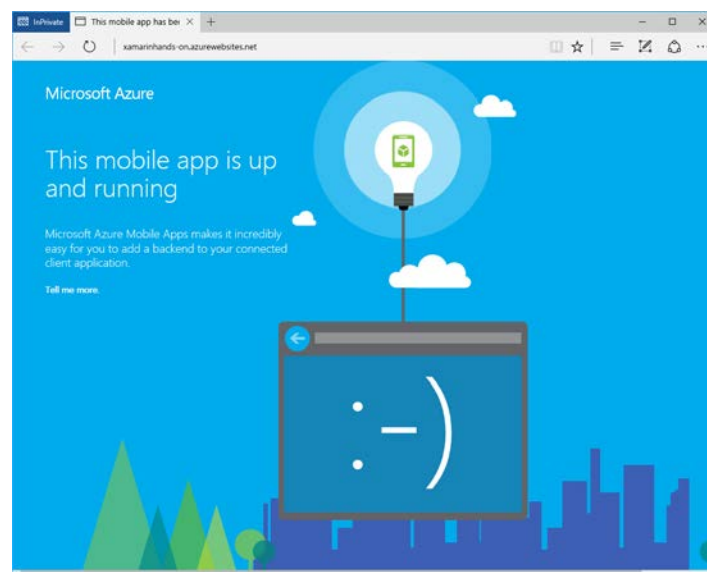 InPrivate
This mobile app has bee
xamarinhands-on.azurewebsites.net
Microsoft Azure
This mobile app is up
and running
Microsoft Azure Mobile Apps makes it incredibly
easy for you to add a backend to your connected
client application.
Tell me more.
:-)